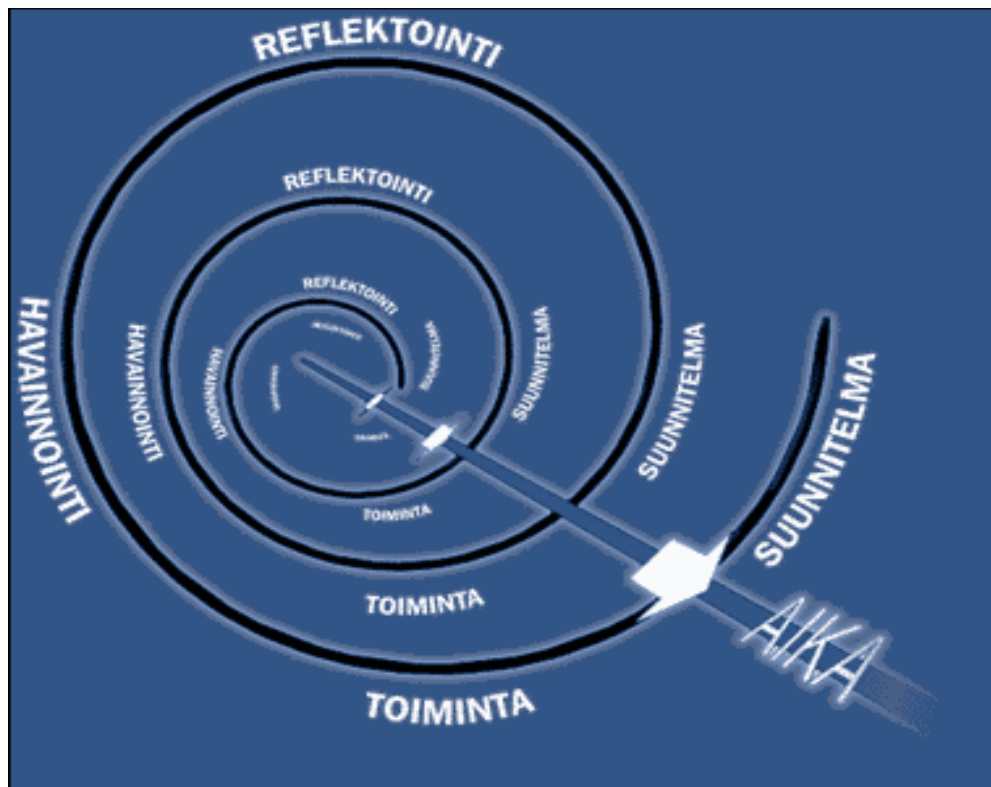 REFLEKTOINTI
REFLEKTOINTI
REFLEKTOINTI
HAVAINNOINTI
HAVAINNOINTI
HAVAINNOINTI
SUUNNITELMA
SUUNNITELMA
SUUNNITELMA
SUUNNITELMA
TOIMINTA
TOIMINTA
TOIMINTA
AIKA